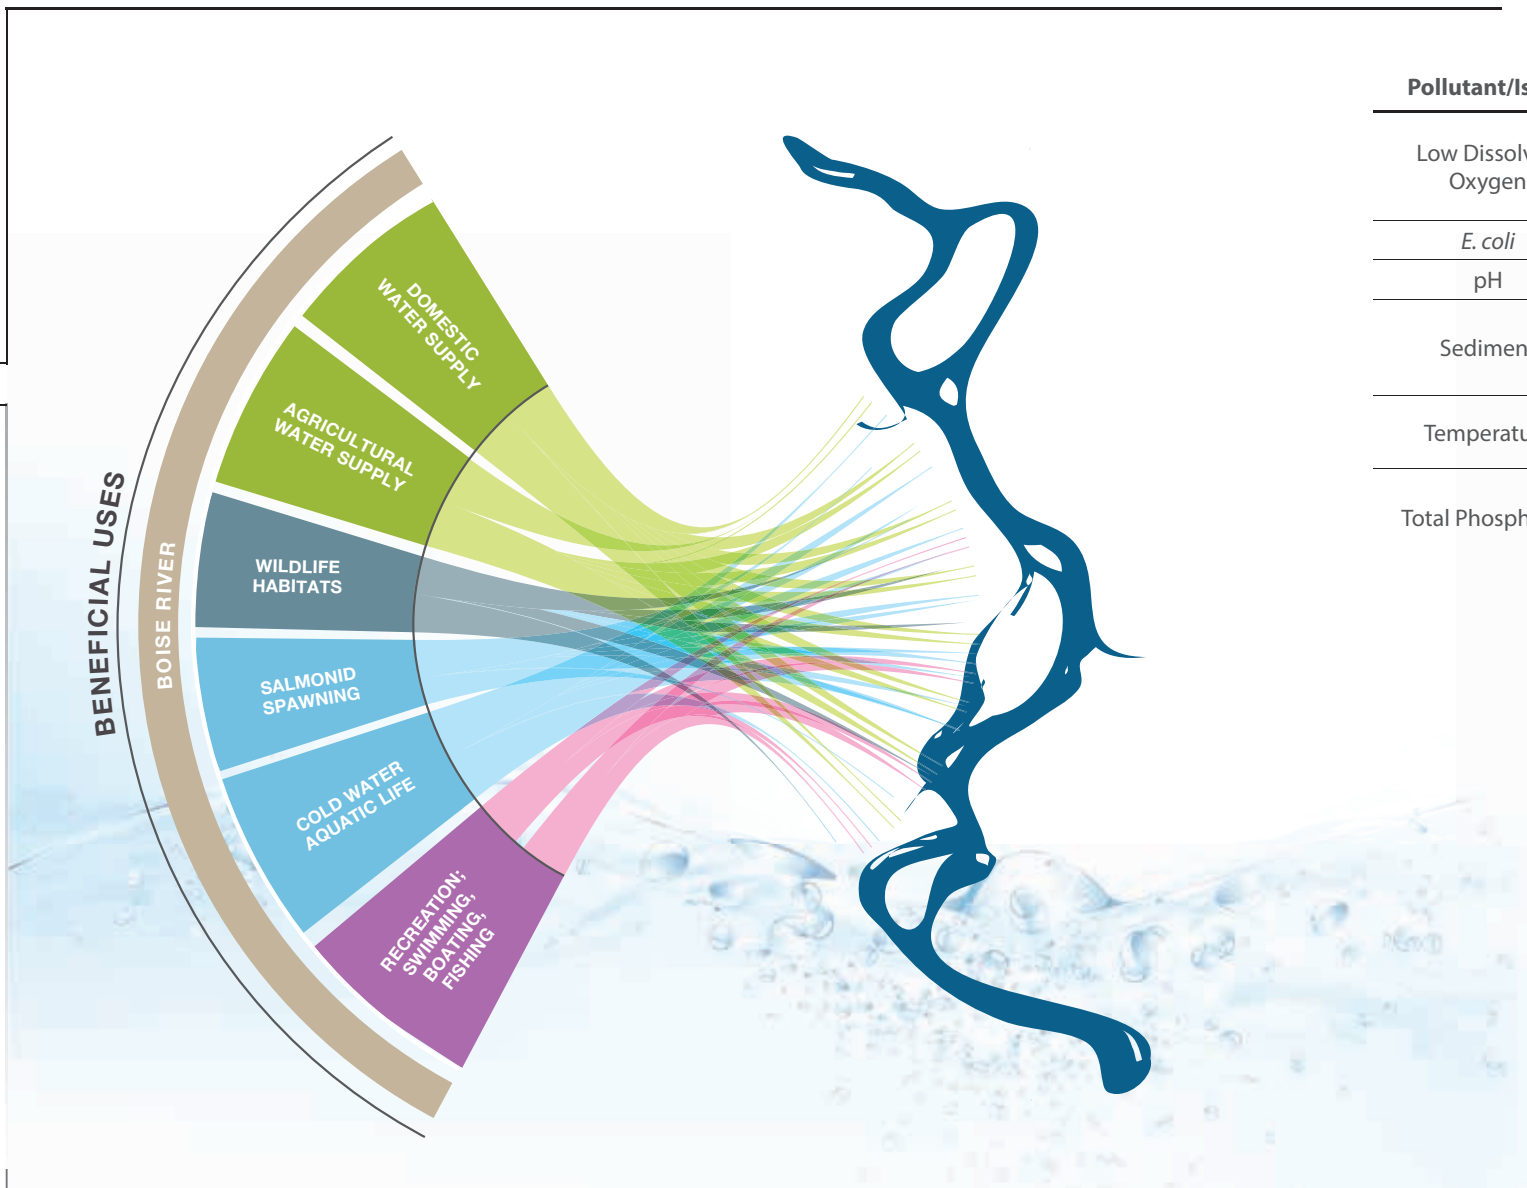 BENEFICIAL USES
BOISE RIVER
DOMESTIC
WATER SUPPLY
AGRICULTURAL
WATER SUPPLY
WILDLIFE
HABITATS
SALMONID
SPAWNING
COLD WATER
AQUATIC LIFE
RECREATION;
SWIMMING,
BOATING,
FISHING
Pollutant/Is
Low Dissolv
Oxygen
E. coli
pH
Sedimen
Temperatu
Total Phosph